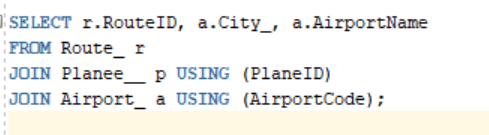 SELECT r.RouteID, a.City_, a.AirportName
FROM Route_ r
JOIN Planee__ p USING (PlaneID)
JOIN Airport_ a USING (AirportCode);